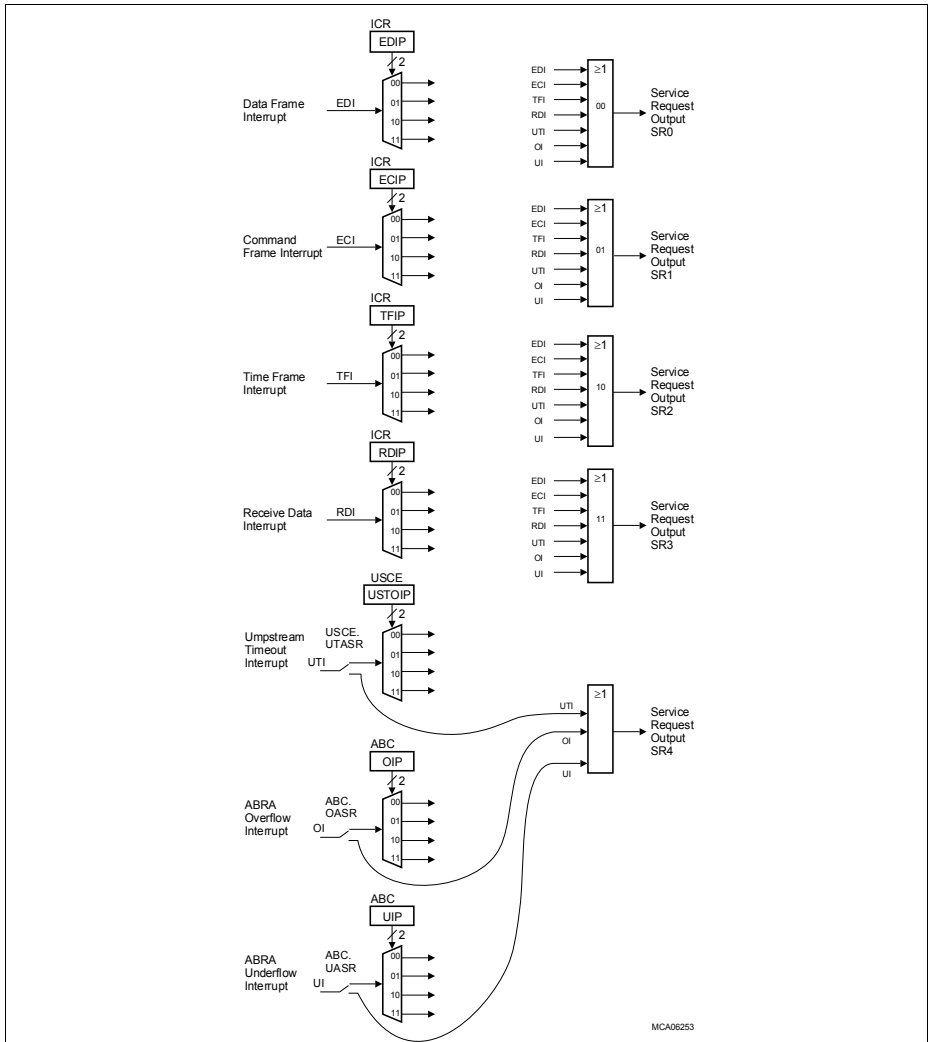 ICR
EDIP
2
Data Frame
Interrupt
EDI
00
01
10
11
ICR
ECIP
2
Command
Frame Interrupt
ECI
00
01
10
11
ICR
TFIP
2
Time Frame
Interrupt
TFI
00
01
10
11
ICR
RDIP
2
Receive Data
Interrupt
RDI
00
01
10
11
USCE
USTOIP
2
Umpstream
Timeout
Interrupt
USCE.
UTASR
UTI
00
01
10
11
ABC
OIP
2
ABRA
Overflow
Interrupt
ABC.
OASR
OI
00
01
10
11
ABC
UIP
2
ABRA
Underflow
Interrupt
ABC.
UASR
UI
00
01
10
11
EDI
ECI
TFI
RDI
UTI
OI
UI
≥1
00
Service
Request
Output
SR0
EDI
ECI
TFI
RDI
UTI
OI
UI
≥1
01
Service
Request
Output
SR1
EDI
ECI
TFI
RDI
UTI
OI
UI
≥1
10
Service
Request
Output
SR2
EDI
ECI
TFI
RDI
UTI
OI
UI
≥1
11
Service
Request
Output
SR3
UTI
OI
UI
≥1
Service
Request
Output
SR4
MCA06253